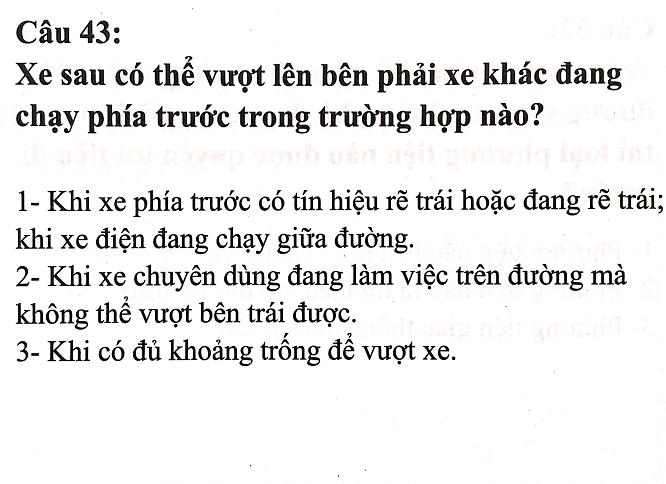 Câu 43:
Xe sau có thể vượt lên bên phải xe khác đang
chạy phía trước trong trường hợp nào?
1- Khi xe phía trước có tín hiệu rẽ trái hoặc đang rẽ trái;
khi xe điện đang chạy giữa đường.
2- Khi xe chuyên dùng đang làm việc trên đường mà
không thể vượt bên trái được.
3- Khi có đủ khoảng trống để vượt xe.